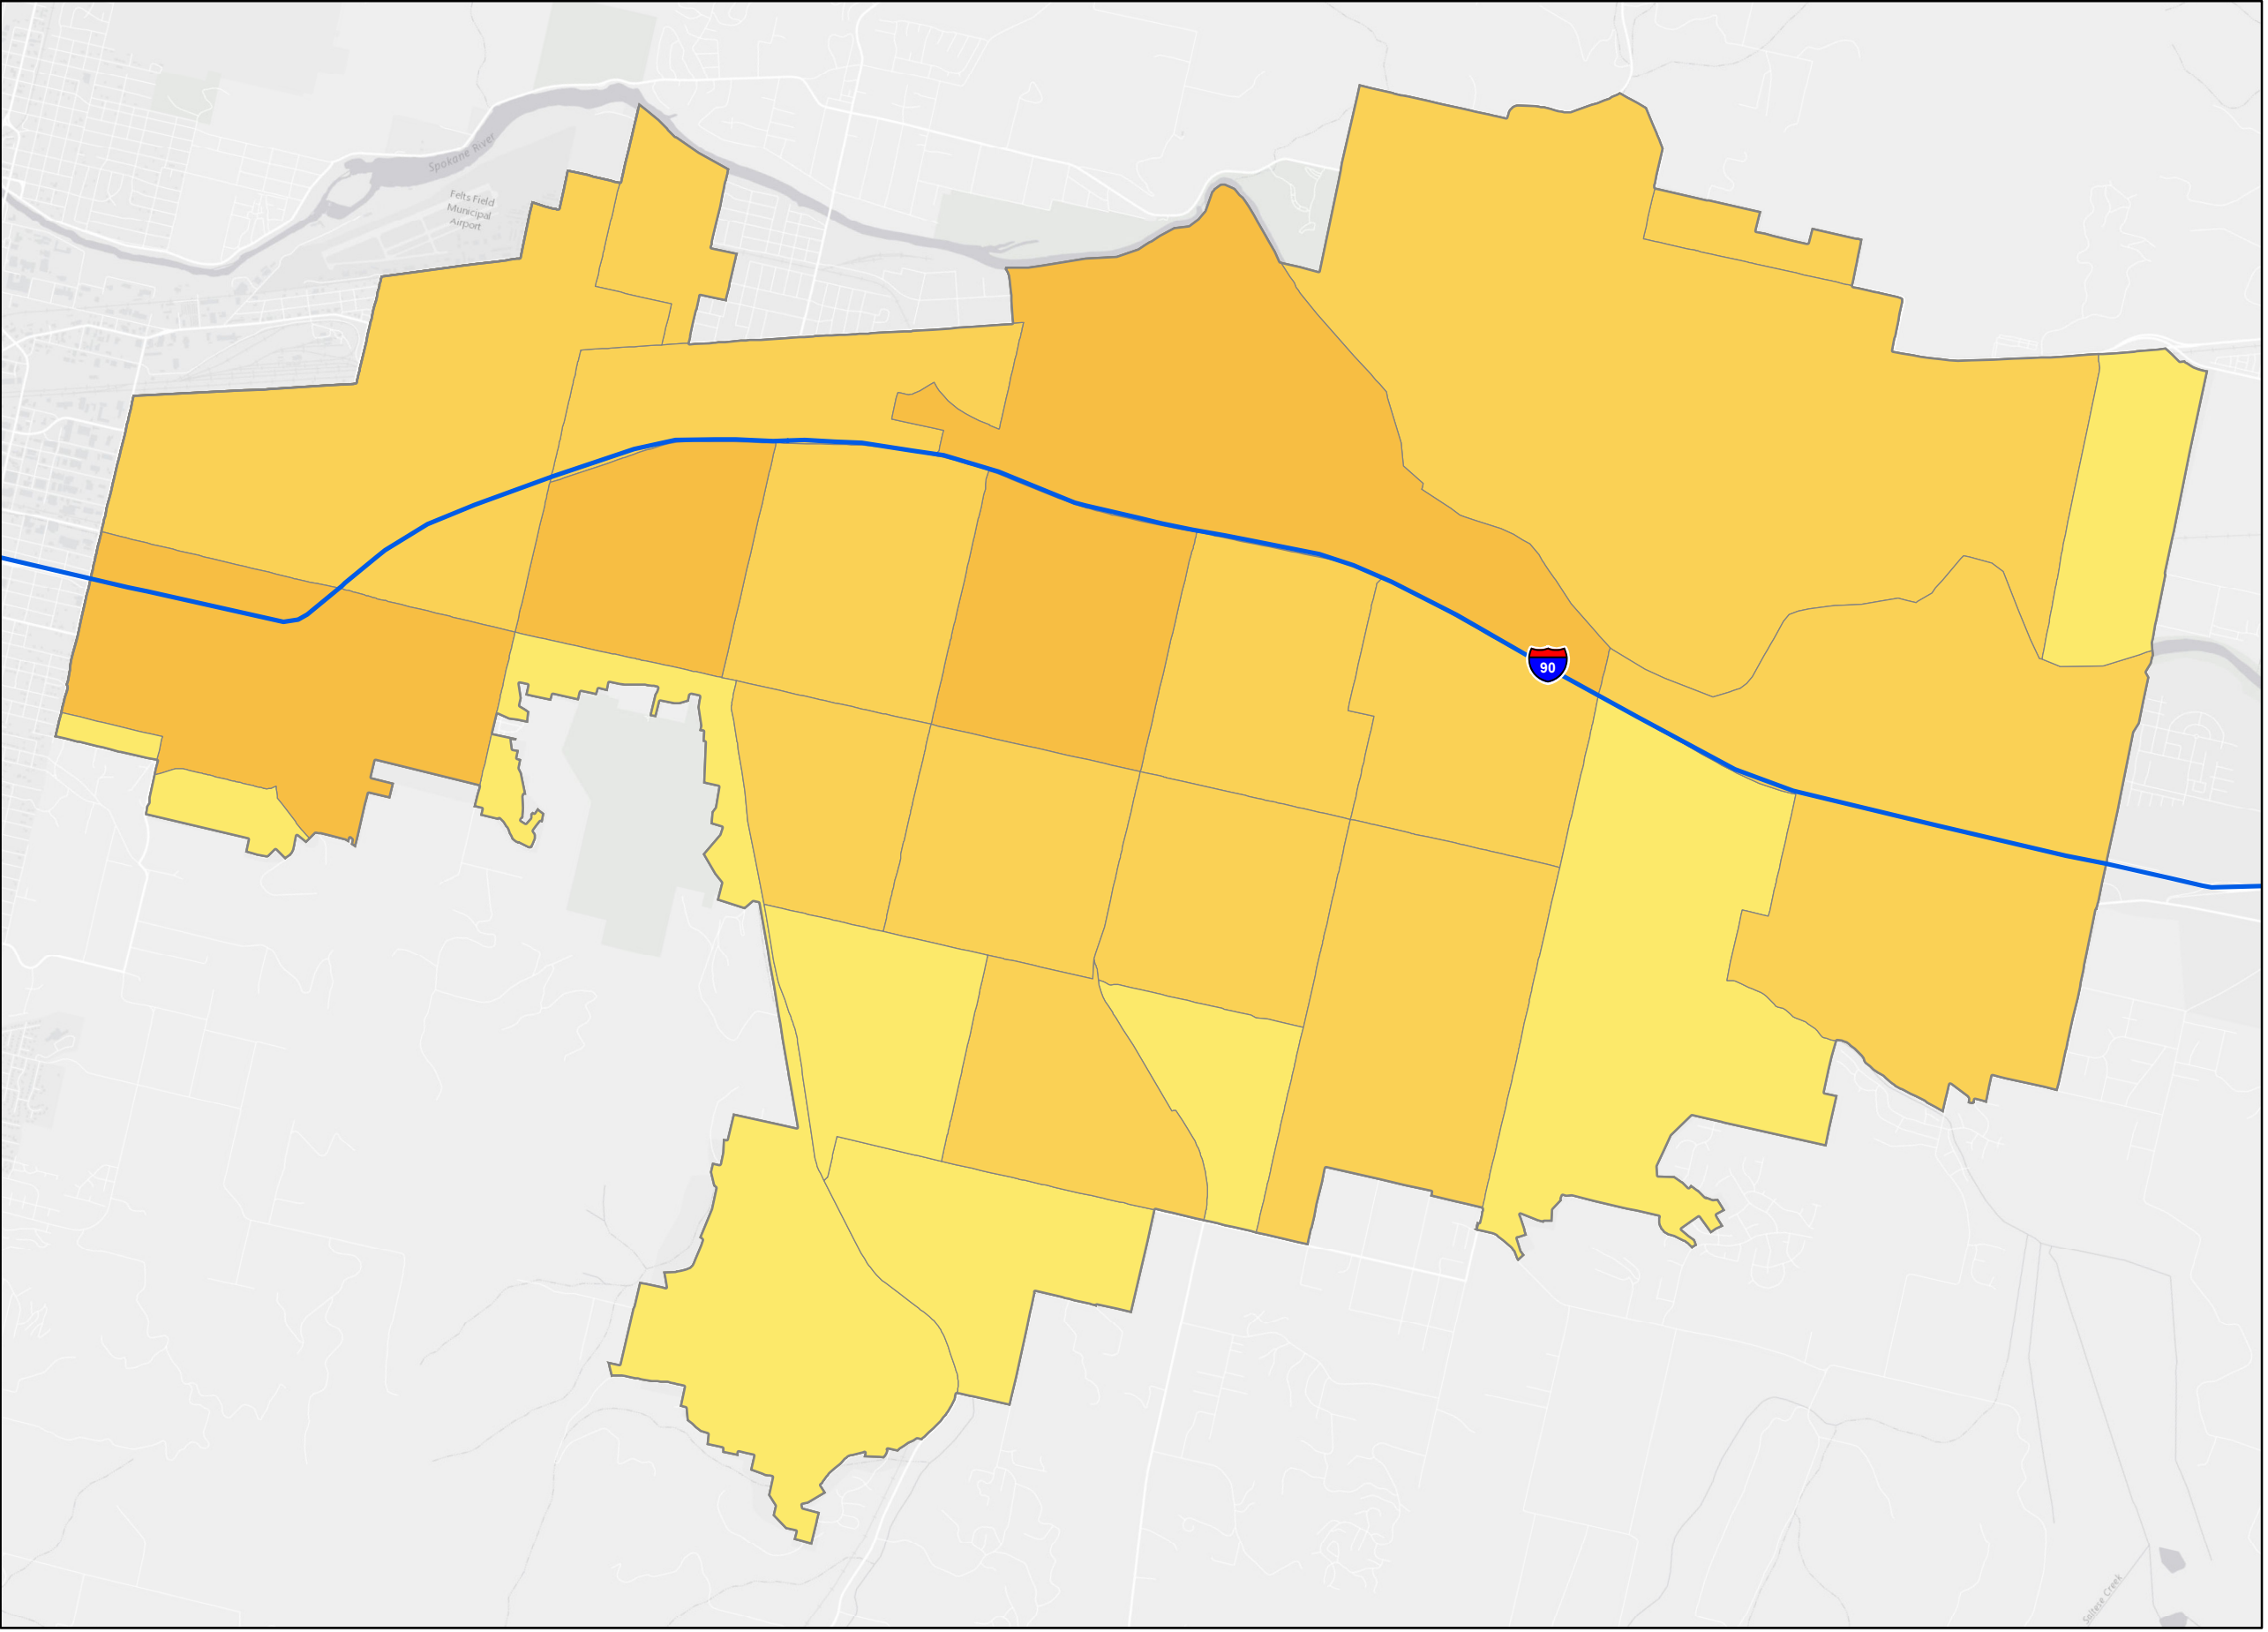 Spokane River
Felts Field
Municipal
Airport
90
Saltese Creek